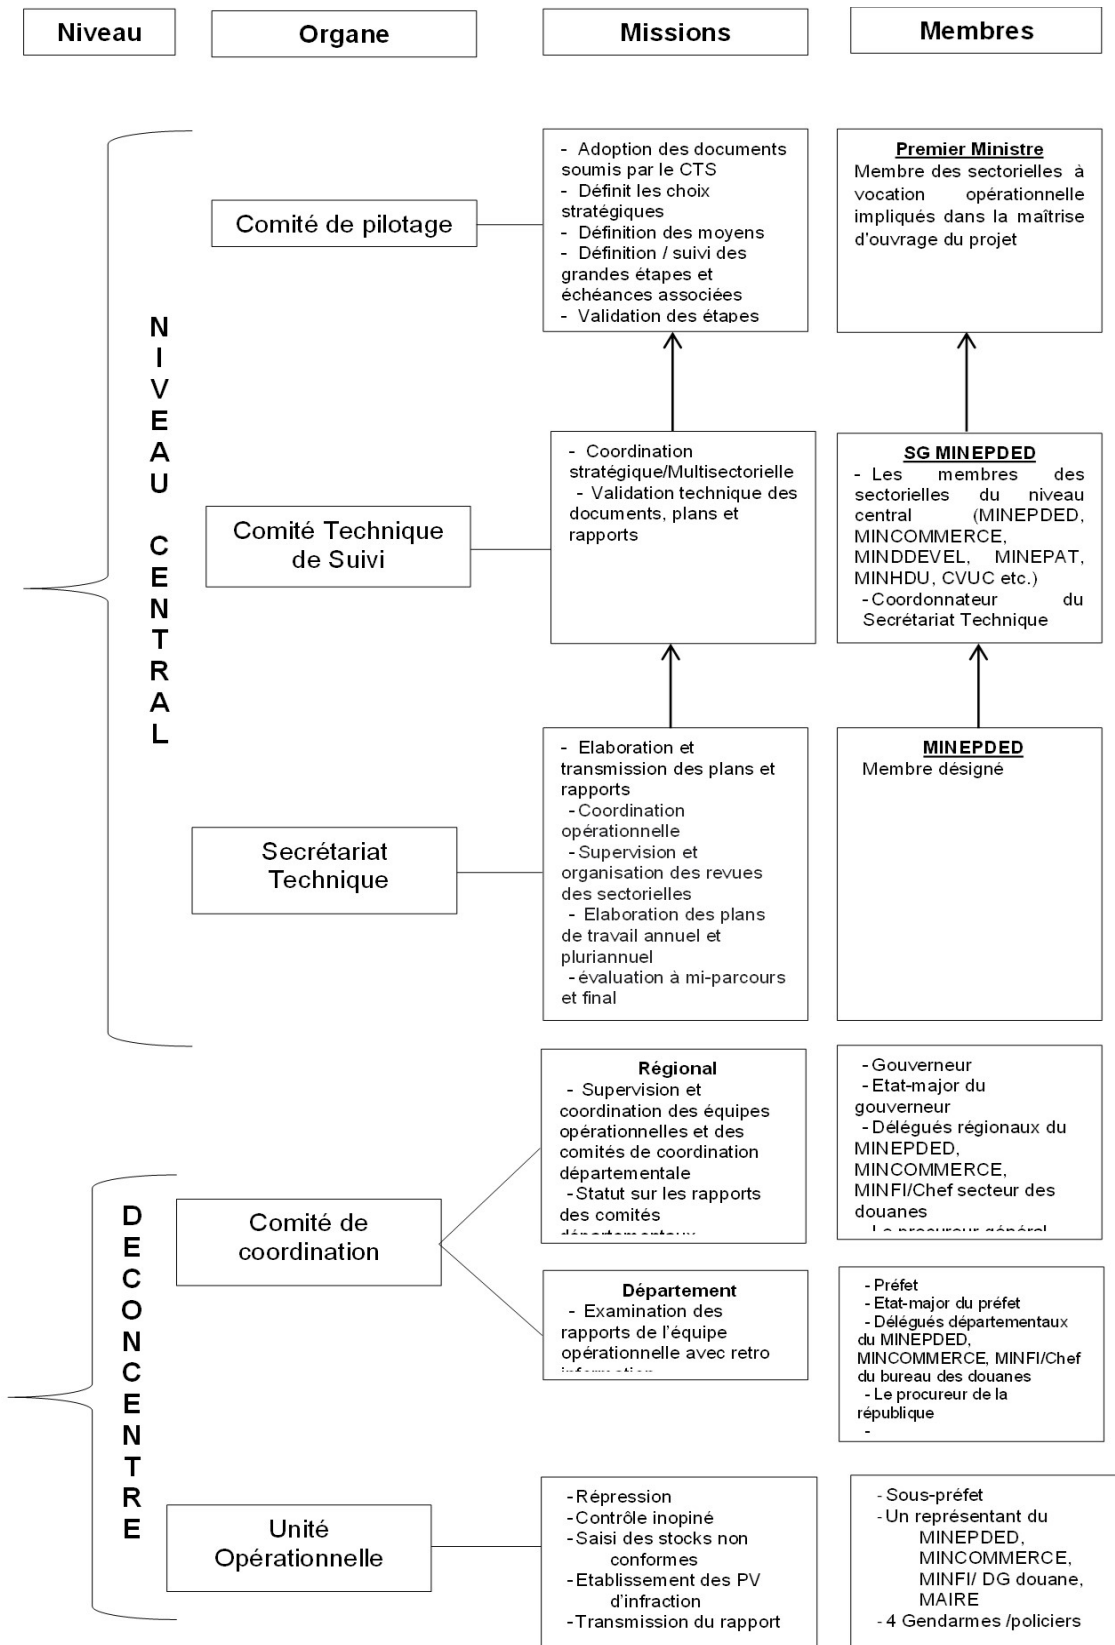 Niveau
Organe
Missions
Membres
NIVEAU CENTRAL
Comité de pilotage
- Adoption des documents
soumis par le CTS
- Définit les choix
stratégiques
- Définition des moyens
- Définition / suivi des
grandes étapes et
échéances associées
- Validation des étapes
Premier Ministre
Membre des sectorielles à
vocation opérationnelle
impliqués dans la maîtrise
d'ouvrage du projet
Comité Technique
de Suivi
- Coordination
stratégique/Multisectorielle
- Validation technique des
documents, plans et
rapports
SG MINEPDED
- Les membres des
sectorielles du niveau
central (MINEPDED,
MINCOMMERCE,
MINDDEVEL, MINEPAT,
MINHDU, CVUC etc.)
- Coordonnateur du
Secrétariat Technique
Secrétariat
Technique
- Elaboration et
transmission des plans et
rapports
- Coordination
opérationnelle
- Supervision et
organisation des revues
des sectorielles
- Elaboration des plans
de travail annuel et
pluriannuel
- évaluation à mi-parcours
et final
MINEPDED
Membre désigné
DECONCENTRE
Comité de
coordination
Régional
- Supervision et
coordination des équipes
opérationnelles et des
comités de coordination
départementale
- Statut sur les rapports
des comités
départementaux
- Gouverneur
- Etat-major du
gouverneur
- Délégués régionaux du
MINEPDED,
MINCOMMERCE,
MINFI/Chef secteur des
douanes
- Le procureur général
Département
- Examination des
rapports de l'équipe
opérationnelle avec retro
information
- Préfet
- Etat-major du préfet
- Délégués départementaux
du MINEPDED,
MINCOMMERCE, MINFI/Chef
du bureau des douanes
- Le procureur de la
république
-
Unité
Opérationnelle
- Répression
- Contrôle inopiné
- Saisi des stocks non
conformes
- Etablissement des PV
d'infraction
- Transmission du rapport
- Sous-préfet
- Un représentant du
MINEPDED,
MINCOMMERCE,
MINFI/ DG douane,
MAIRE
- 4 Gendarmes /policiers